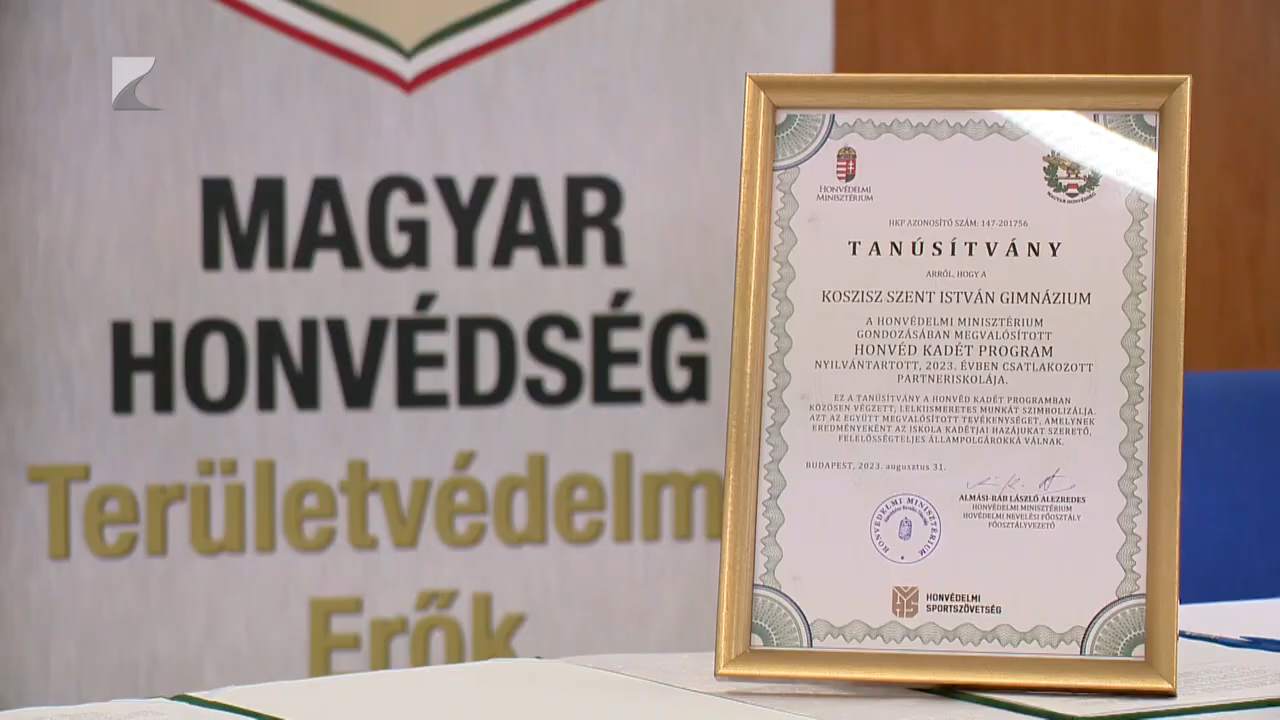 MAGYAR
HONVÉDSÉG
Területvédelm
Erők
HONVÉDELMI
MINISZTÉRIUM
MAGYAR HONVÉDSÉG
HKP AZONOSÍTÓ SZÁM: 147-201756
TANÚSÍTVÁNY
ARRÓL, HOGY A
KOSZISZ SZENT ISTVÁN GIMNÁZIUM
A HONVÉDELMI MINISZTÉRIUM
GONDOZÁSÁBAN MEGVALÓSÍTOTT
HONVÉD KADÉT PROGRAM
NYILVÁNTARTOTT, 2023. ÉVBEN CSATLAKOZOTT
PARTNERISKOLÁJA.
EZ A TANÚSÍTVÁNY A HONVÉD KADÉT PROGRAMBAN
KÖZÖSEN VÉGZETT, LELKIISMERETES MUNKÁT SZIMBOLIZÁLJA.
AZT AZ EGYÜTT MEGVALÓSÍTOTT TEVÉKENYSÉGET, AMELYNEK
EREDMÉNYEKÉNT AZ ISKOLA KADÉTJAI HAZÁJUKAT SZERETŐ,
FELELŐSSÉGTELJES ÁLLAMPOLGÁROKKÁ VÁLNAK.
BUDAPEST, 2023. augusztus 31.
ALMÁSI-RÁB LÁSZLÓ ALEZREDES
HONVÉDELMI MINISZTÉRIUM
HOVÉDELMI NEVELÉSI FŐOSZTÁLY
FŐOSZTÁLYVEZETŐ
HONVÉDELMI MINISZTÉRIUM
HONVÉDELMI
SPORTSZÖVETSÉG